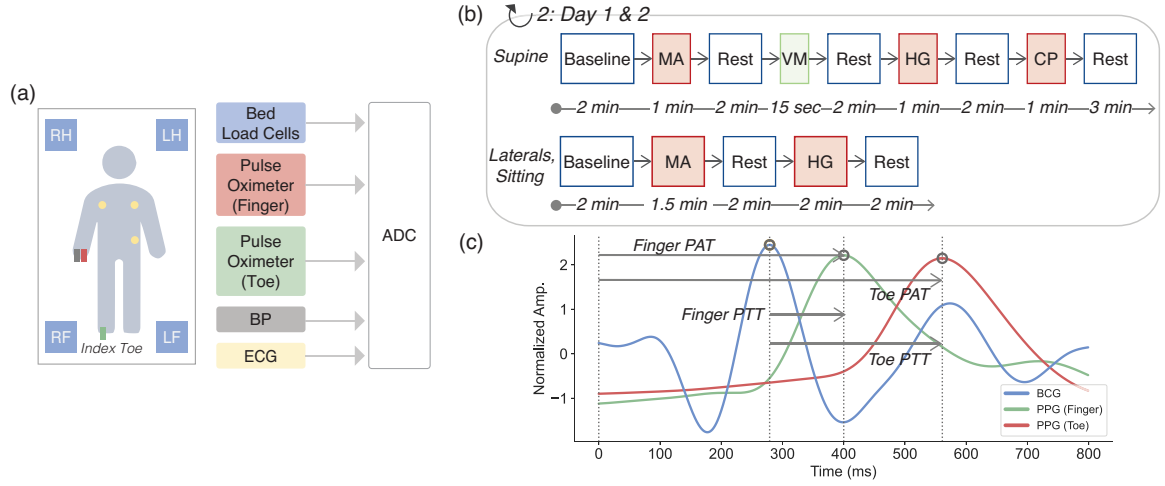 (a)
RH
LH
RF
LF
Index Toe
Bed
Load Cells
Pulse
Oximeter
(Finger)
Pulse
Oximeter
(Toe)
BP
ECG
ADC
(b)
2: Day 1 & 2
Supine
Baseline
MA
Rest
VM
Rest
HG
Rest
CP
Rest
2 min
1 min
2 min
15 sec
2 min
1 min
2 min
1 min
3 min
Laterals,
Sitting
Baseline
MA
Rest
HG
Rest
2 min
1.5 min
2 min
2 min
2 min
(c)
Normalized Amp.
2
1
0
−1
Finger PAT
Toe PAT
Finger PTT
Toe PTT
BCG
PPG (Finger)
PPG (Toe)
0
100
200
300
400
500
600
700
800
Time (ms)